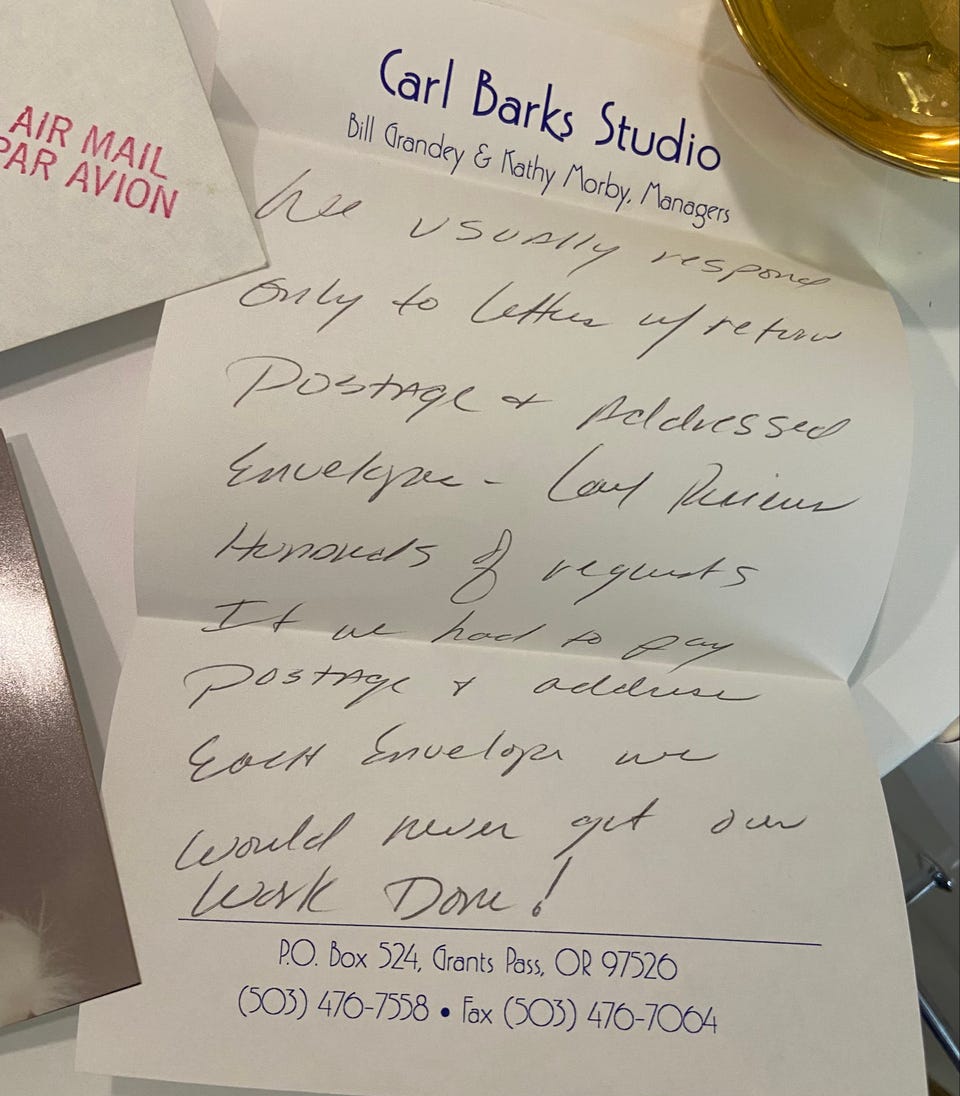 AIR MAIL
PAR AVION
Carl Barks Studio
Bill Grandey & Kathy Morby, Managers
We usually respond
only to letters w/ return
Postage & Addressed
Envelope - Carl Receives
Hundreds of requests
If we had to pay
postage & address
Each Envelope we
would never get our
Work Done!
P.O. Box 524, Grants Pass, OR 97526
(503) 476-7558 • Fax (503) 476-7064